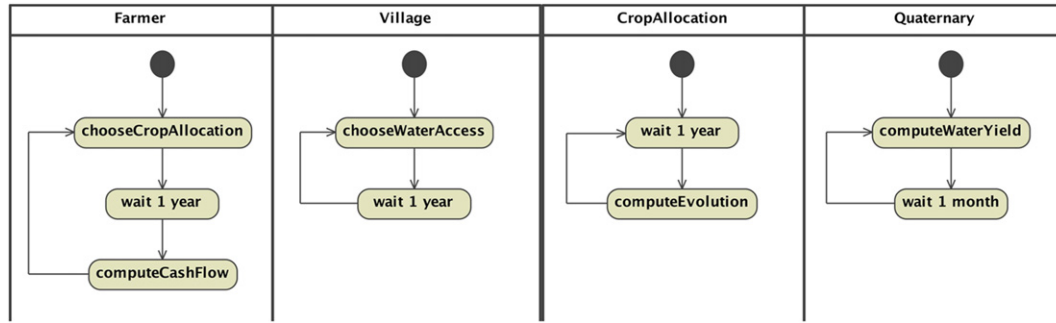 Farmer
Village
CropAllocation
Quaternary
chooseCropAllocation
wait 1 year
computeCashFlow
chooseWaterAccess
wait 1 year
wait 1 year
computeEvolution
computeWaterYield
wait 1 month